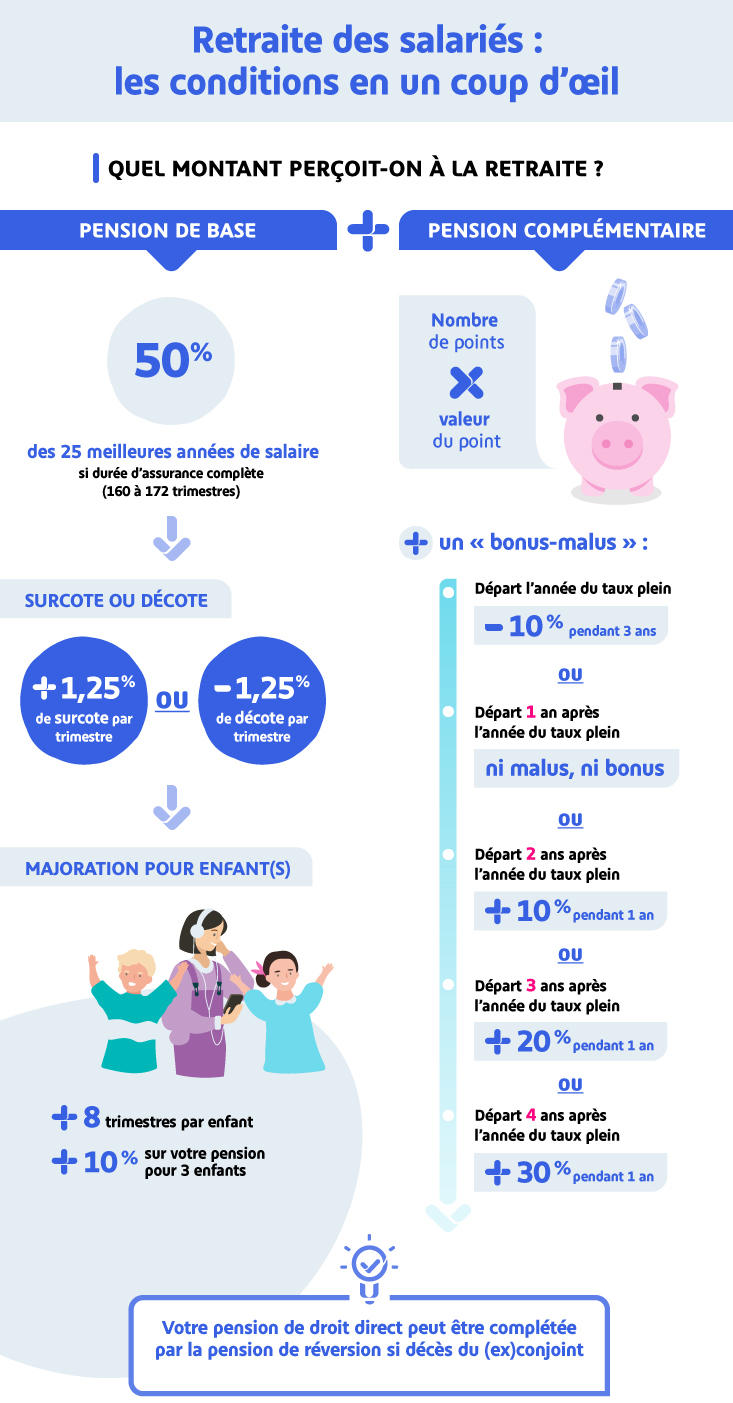 Retraite des salariés :
les conditions en un coup d’œil
QUEL MONTANT PERÇOIT-ON À LA RETRAITE ?
PENSION DE BASE
50%
des 25 meilleures années de salaire
si durée d’assurance complète
(160 à 172 trimestres)
SURCOTE OU DÉCOTE
+ 1,25%
de surcote par
trimestre
OU
- 1,25%
de décote par
trimestre
MAJORATION POUR ENFANT(S)
+ 8 trimestres par enfant
+ 10% sur votre pension
pour 3 enfants
+
PENSION COMPLÉMENTAIRE
Nombre
de points
×
valeur
du point
+ un « bonus-malus » :
Départ l’année du taux plein
- 10% pendant 3 ans
OU
Départ 1 an après
l’année du taux plein
ni malus, ni bonus
OU
Départ 2 ans après
l’année du taux plein
+ 10% pendant 1 an
OU
Départ 3 ans après
l’année du taux plein
+ 20% pendant 1 an
OU
Départ 4 ans après
l’année du taux plein
+ 30% pendant 1 an
Votre pension de droit direct peut être complétée
par la pension de réversion si décès du (ex)conjoint